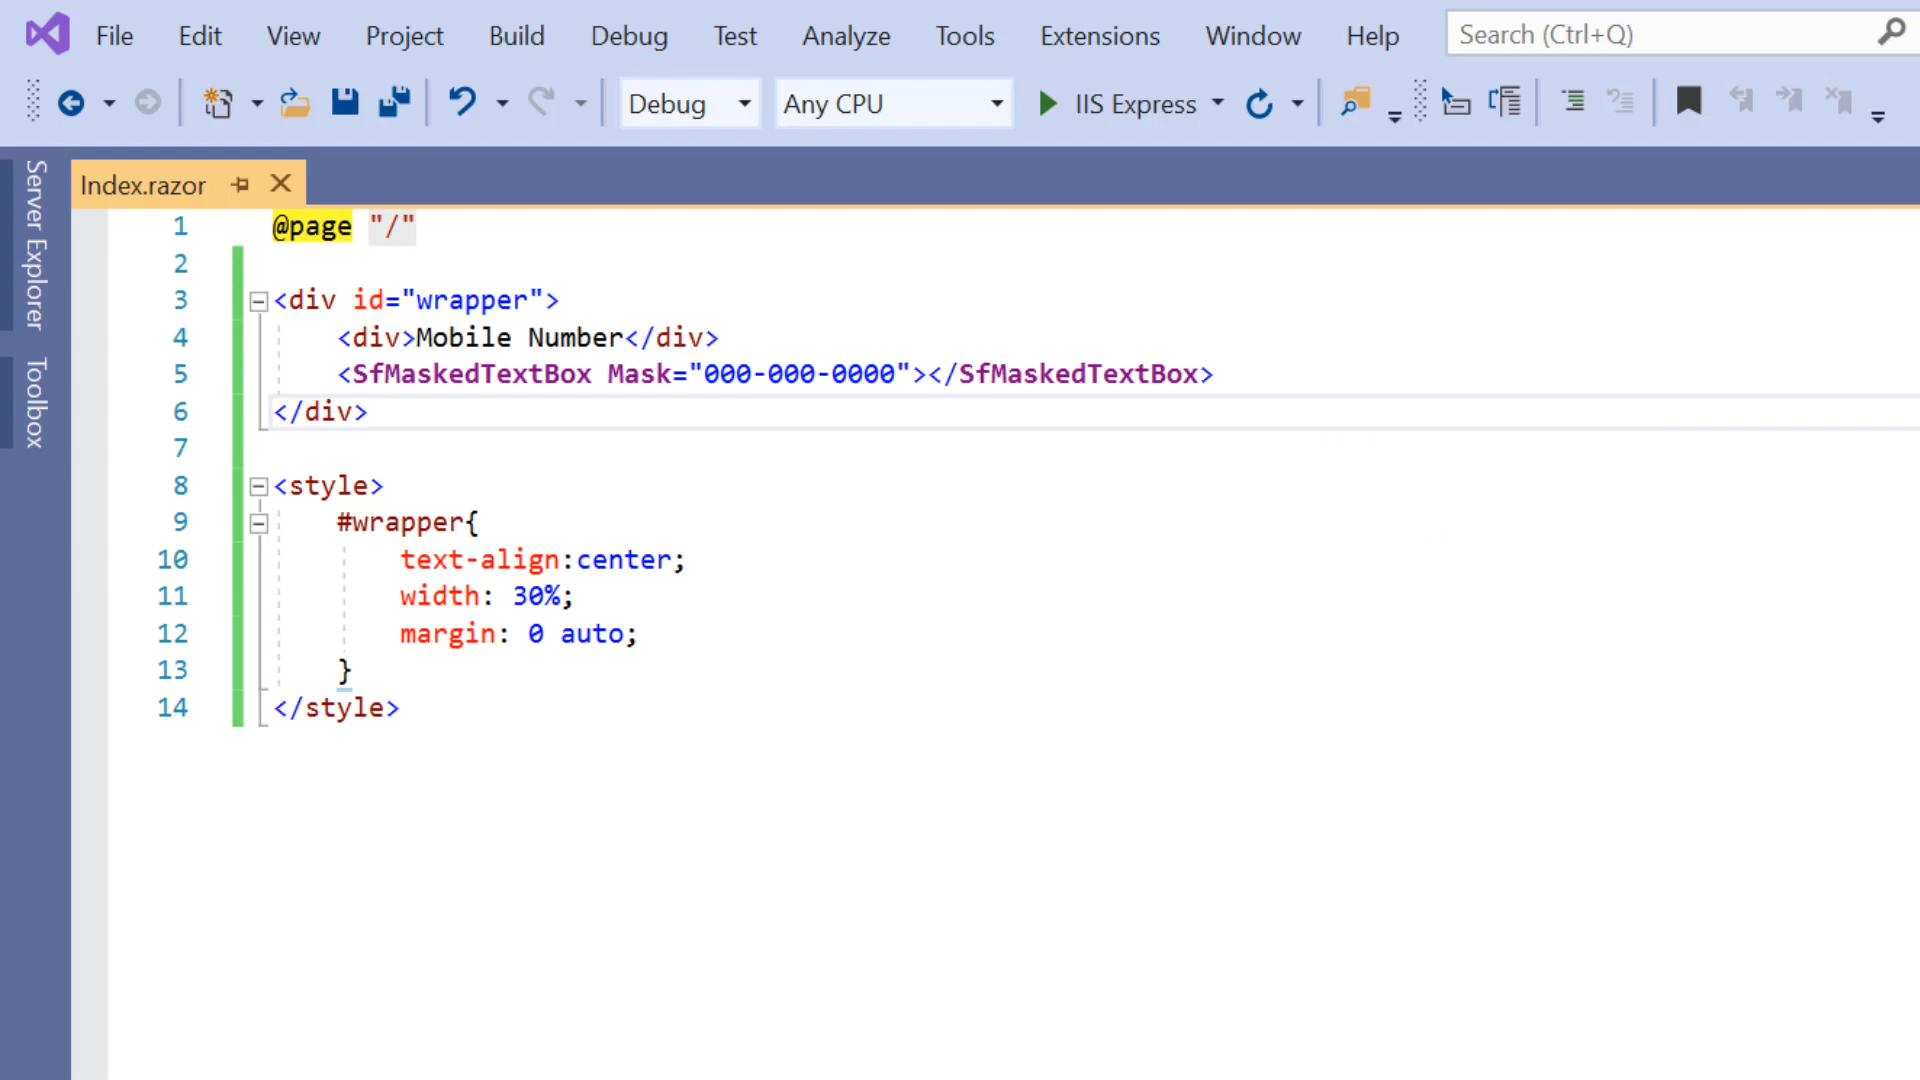 File Edit View Project Build Debug Test Analyze Tools Extensions Window Help Search (Ctrl+Q)
Debug Any CPU IIS Express
Server Explorer
Toolbox
Index.razor
1 @page "/"
2
3 <div id="wrapper">
4     <div>Mobile Number</div>
5     <SfMaskedTextBox Mask="000-000-0000"></SfMaskedTextBox>
6 </div>
7
8 <style>
9     #wrapper{
10         text-align:center;
11         width: 30%;
12         margin: 0 auto;
13     }
14 </style>